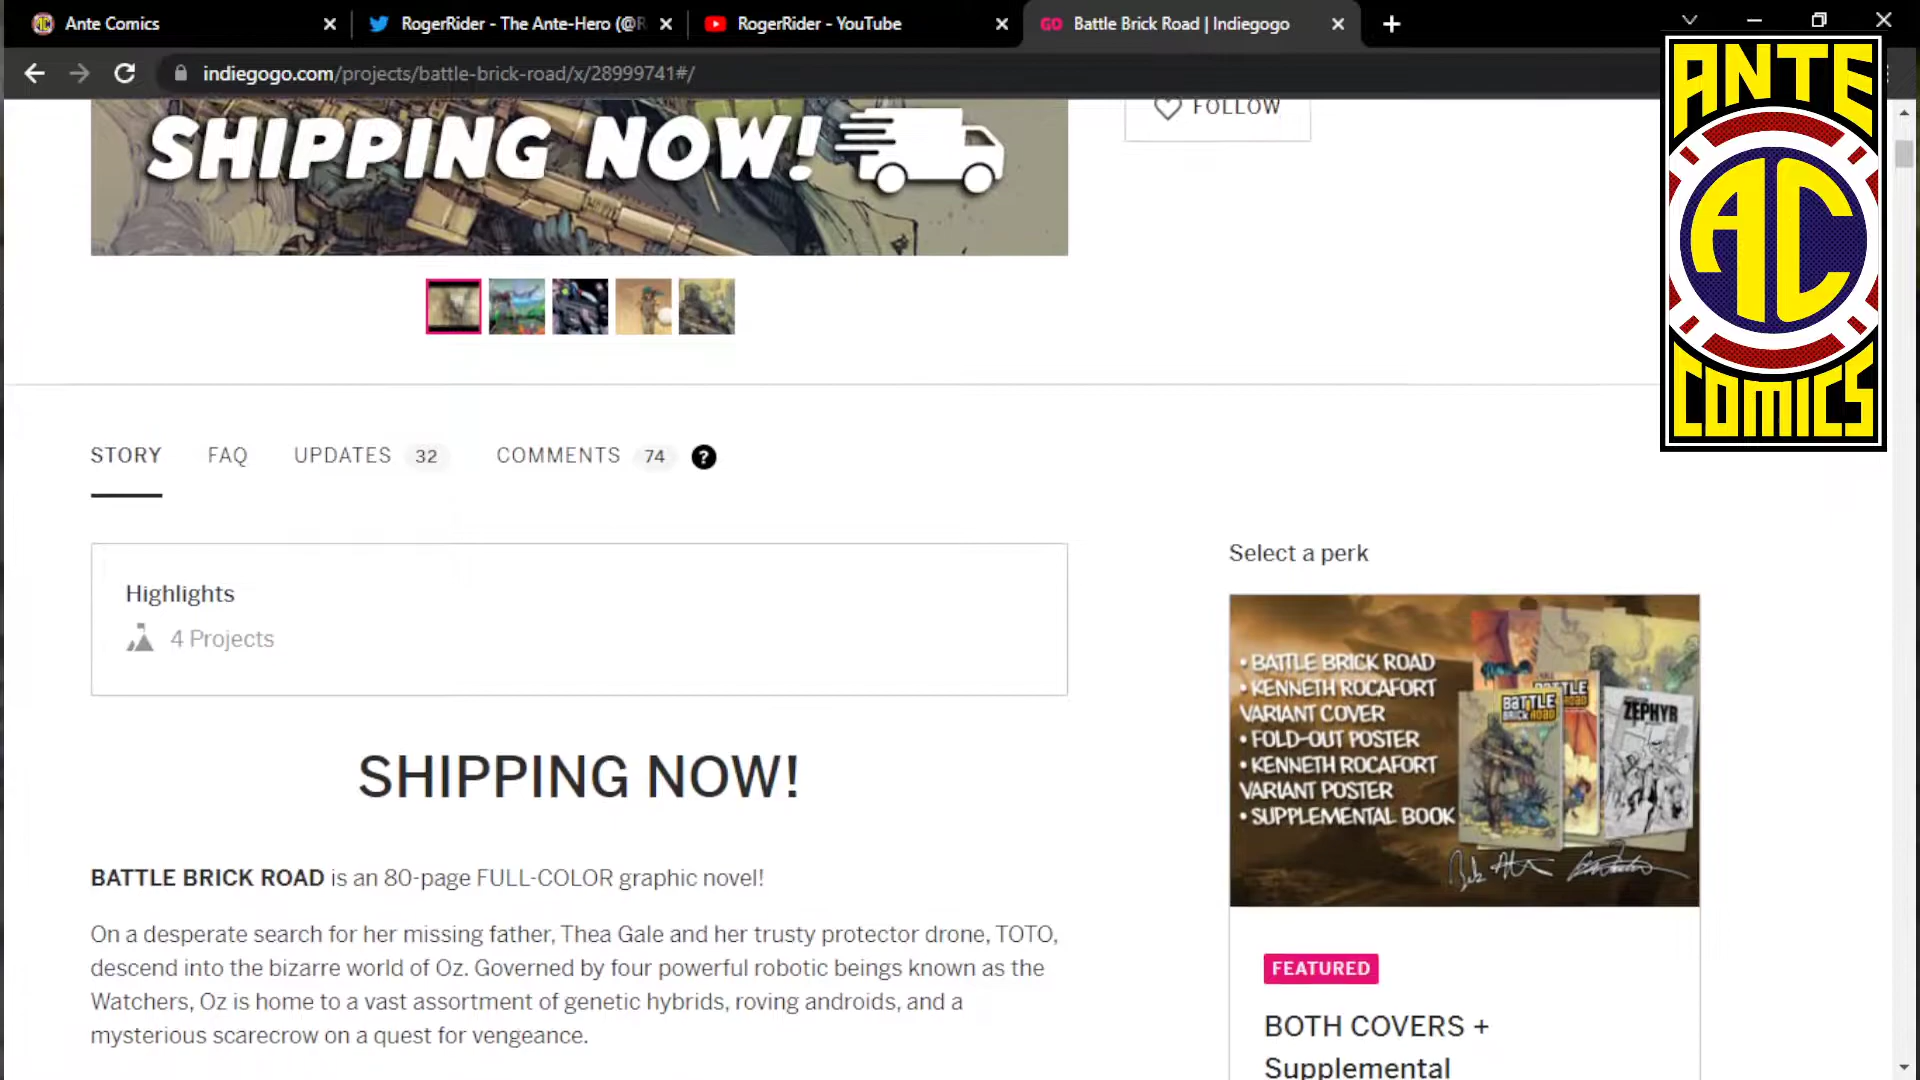 Ante Comics
RogerRider - The Ante-Hero (@R
RogerRider - YouTube
GO Battle Brick Road | Indiegogo
indiegogo.com/projects/battle-brick-road/x/28999741#/
ANTE
AC
COMICS
SHIPPING NOW!
FOLLOW
STORY
FAQ
UPDATES 32
COMMENTS 74 ?
Highlights
4 Projects
SHIPPING NOW!
BATTLE BRICK ROAD is an 80-page FULL-COLOR graphic novel!
On a desperate search for her missing father, Thea Gale and her trusty protector drone, TOTO,
descend into the bizarre world of Oz. Governed by four powerful robotic beings known as the
Watchers, Oz is home to a vast assortment of genetic hybrids, roving androids, and a
mysterious scarecrow on a quest for vengeance.
Select a perk
• BATTLE BRICK ROAD
• KENNETH ROCAFORT
VARIANT COVER
• FOLD-OUT POSTER
• KENNETH ROCAFORT
VARIANT POSTER
• SUPPLEMENTAL BOOK
BATTLE
BRICK ROAD
ZEPHYR
FEATURED
BOTH COVERS +
Supplemental